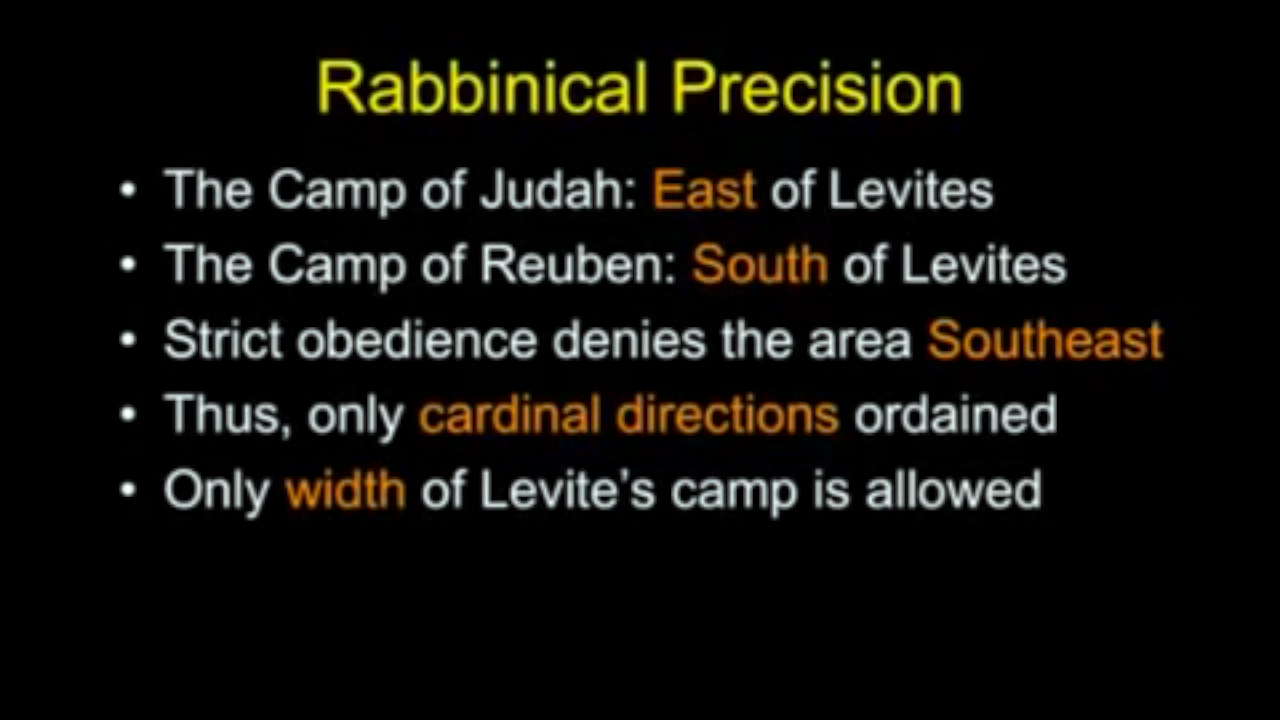 Rabbinical Precision
• The Camp of Judah: East of Levites
• The Camp of Reuben: South of Levites
• Strict obedience denies the area Southeast
• Thus, only cardinal directions ordained
• Only width of Levite’s camp is allowed